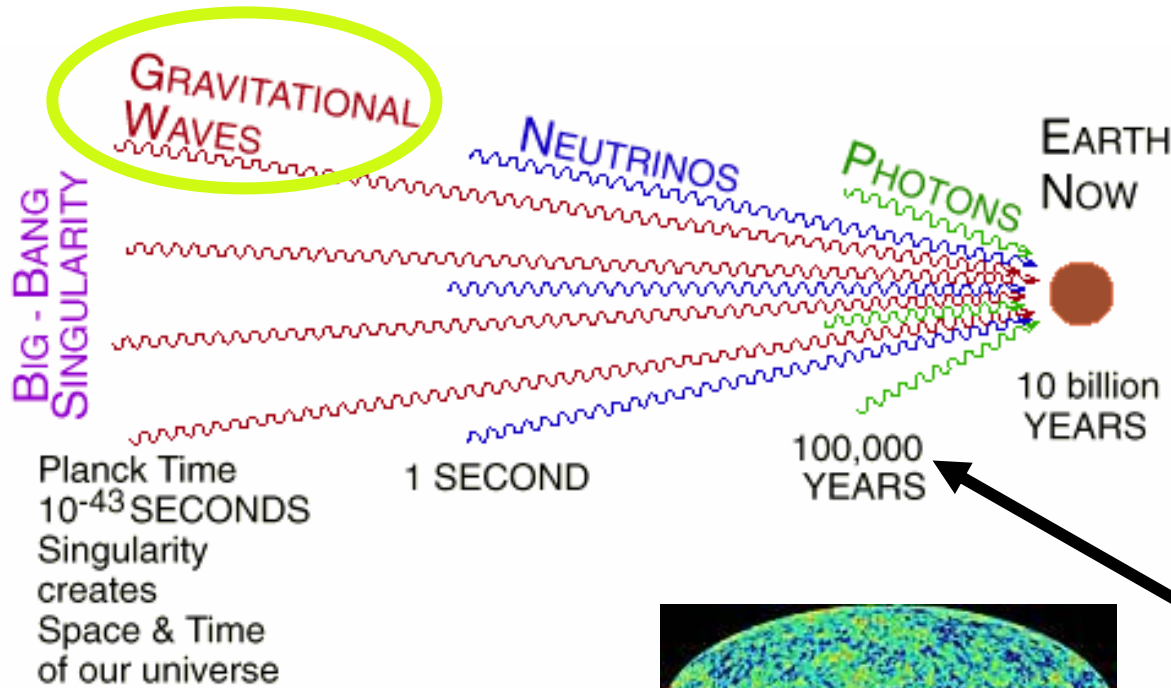 GRAVITATIONAL
WAVES
NEUTRINOS
PHOTONS
EARTH
NOW
BIG - BANG
SINGULARITY
10 billion
YEARS
Planck Time
10-43 SECONDS
Singularity
creates
Space & Time
of our universe
1 SECOND
100,000
YEARS